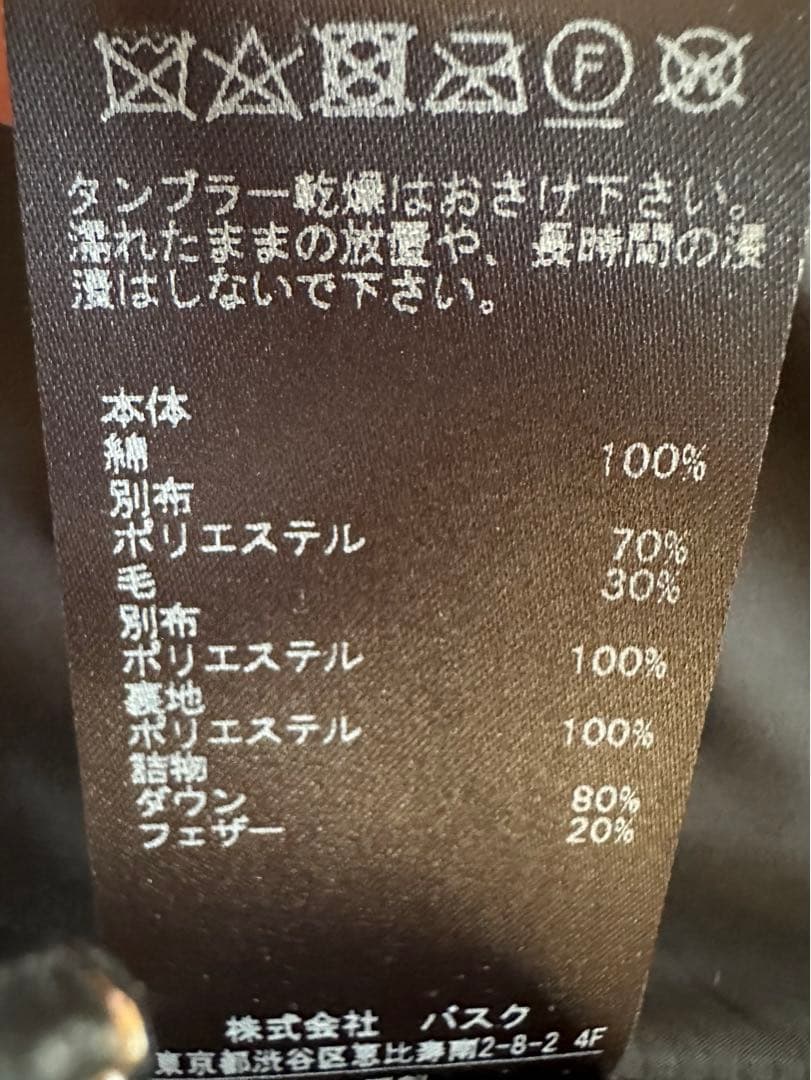 F
W
タンブラー乾燥はおさけ下さい。
濡れたままの放置や、長時間の浸
漬はしないで下さい。
本体
綿 100%
別布
ポリエステル 70%
毛 30%
別布
ポリエステル 100%
裏地
ポリエステル 100%
詰物
ダウン 80%
フェザー 20%
株式会社 バスク
東京都渋谷区恵比寿南2-8-2 4F